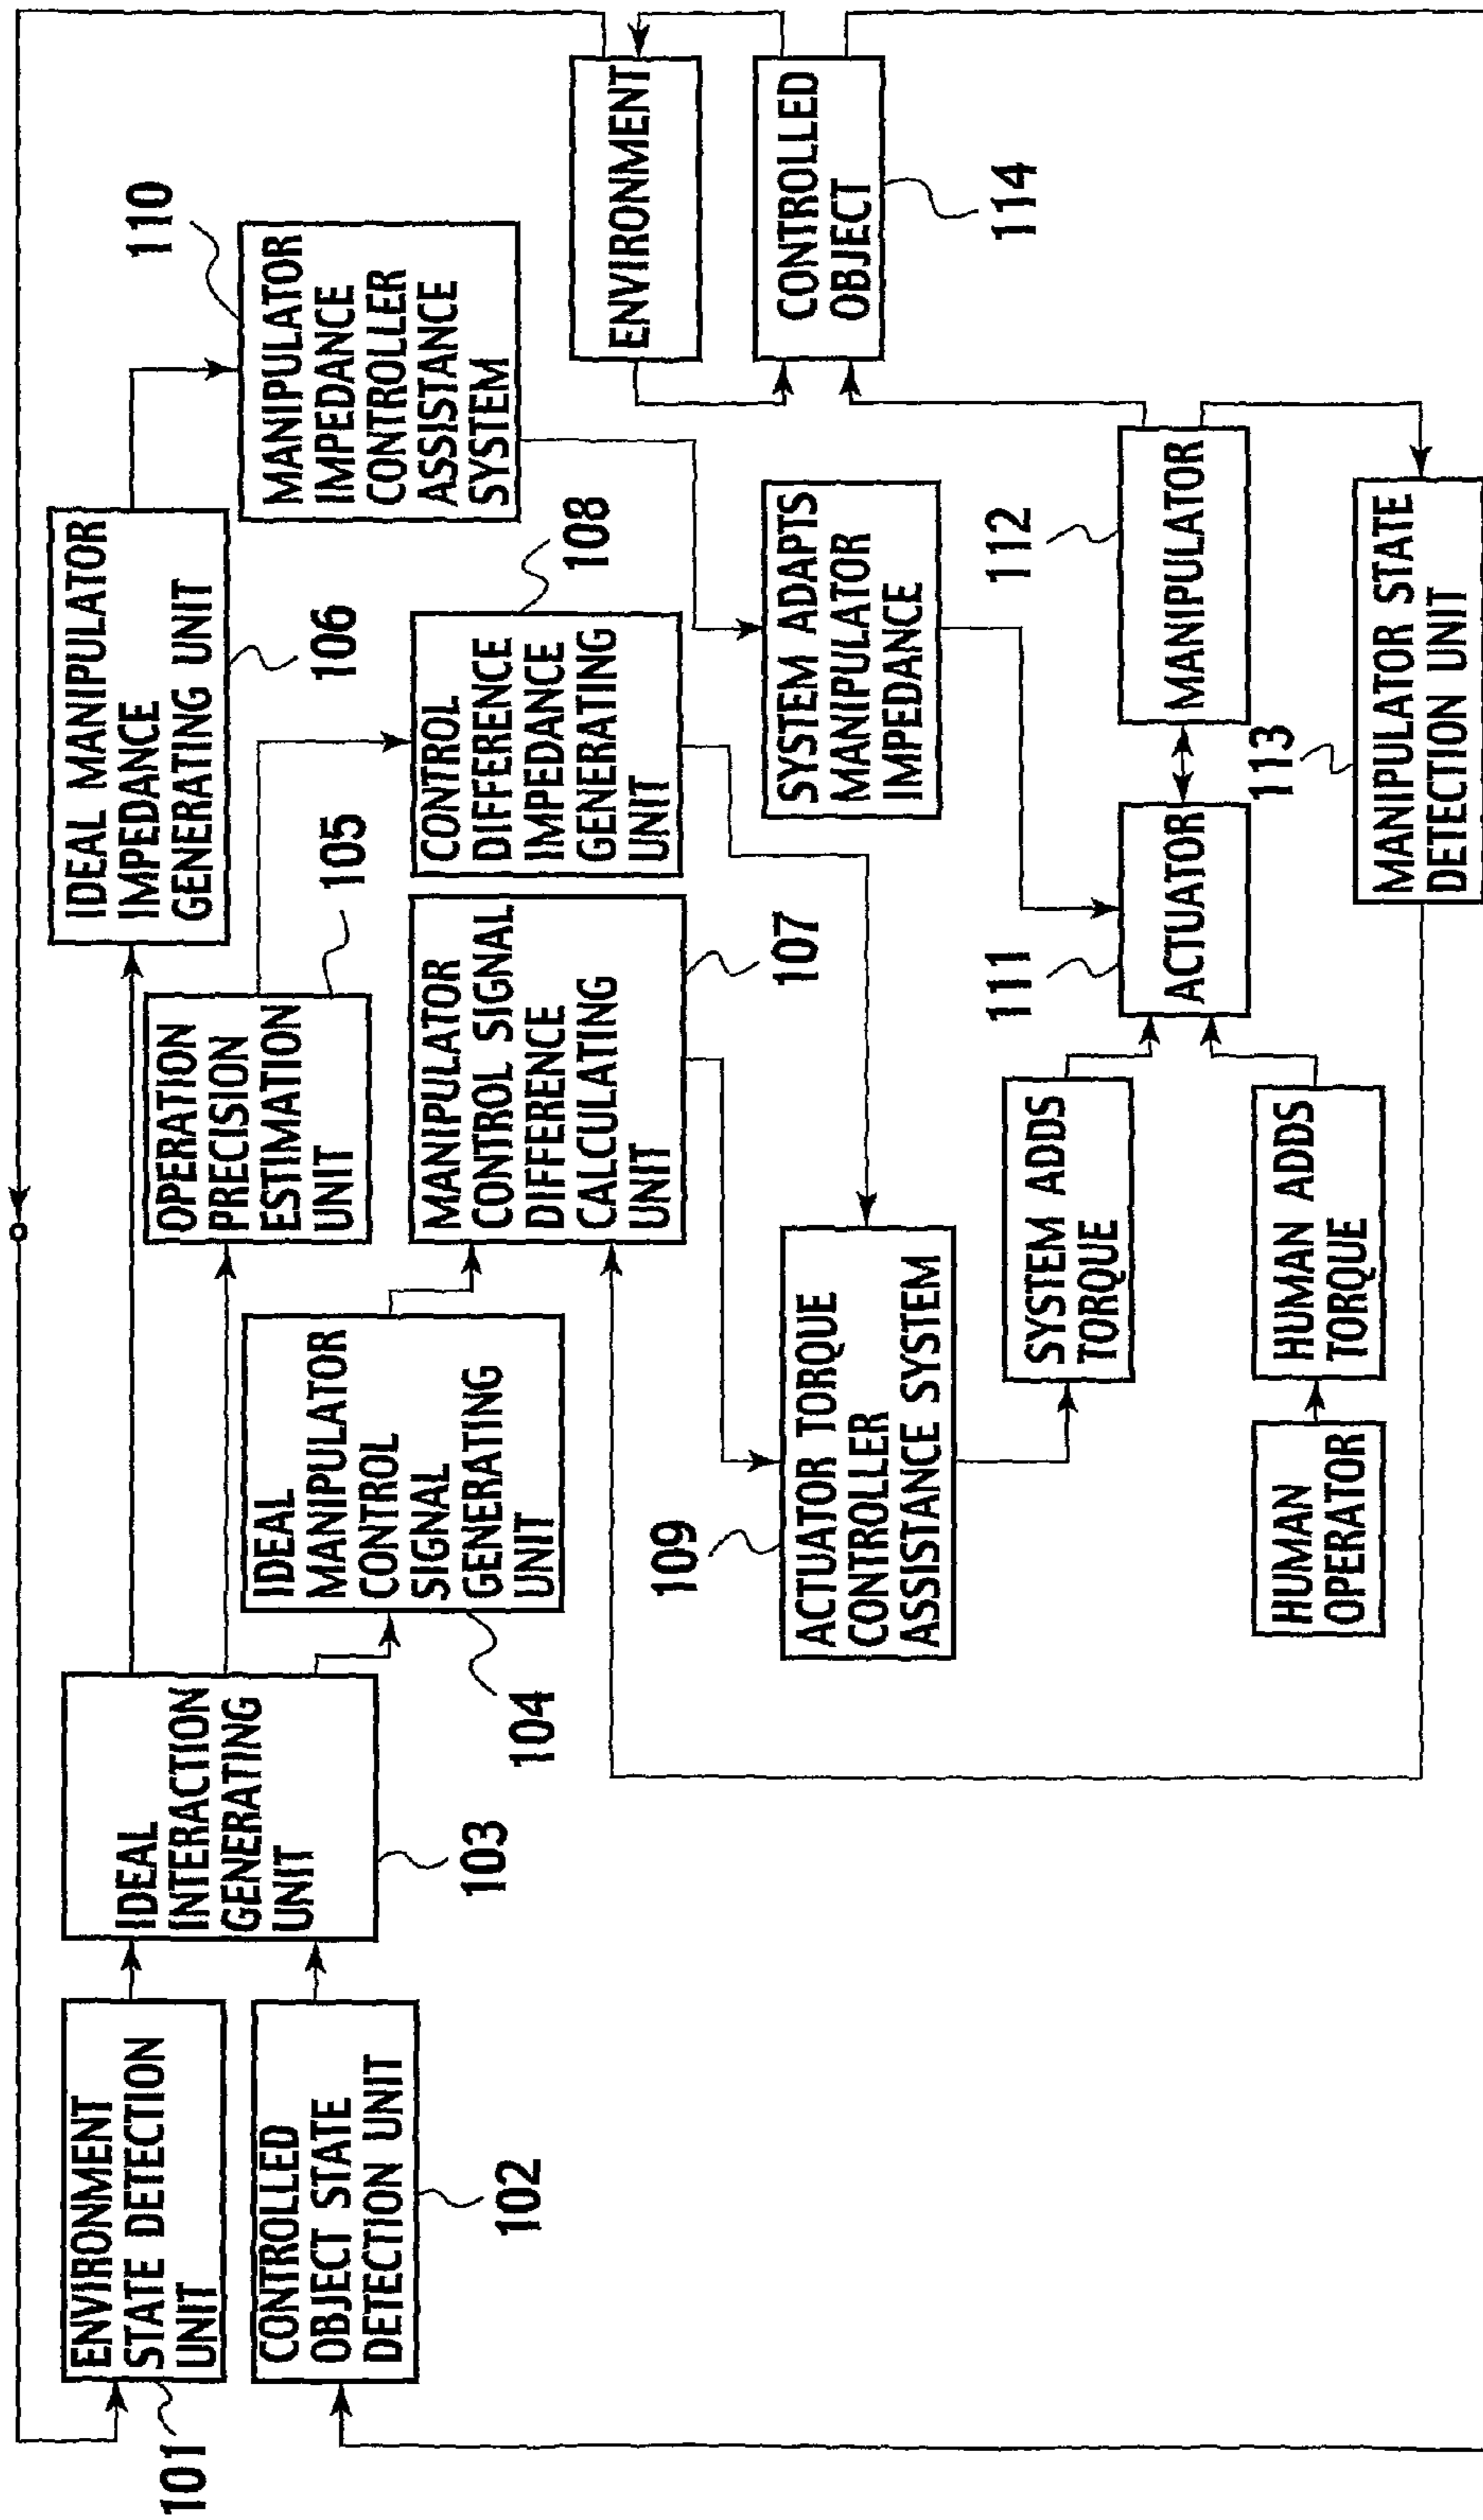 ENVIRONMENT
STATE DETECTION
UNIT
101
CONTROLLED
OBJECT STATE
DETECTION UNIT
102
IDEAL
INTERACTION
GENERATING
UNIT
103
IDEAL
MANIPULATOR
CONTROL
SIGNAL
GENERATING
UNIT
104
OPERATION
PRECISION
ESTIMATION
UNIT
105
IDEAL MANIPULATOR
IMPEDANCE
GENERATING UNIT
106
MANIPULATOR
CONTROL SIGNAL
DIFFERENCE
CALCULATING
UNIT
107
CONTROL
DIFFERENCE
IMPEDANCE
GENERATING
UNIT
108
MANIPULATOR
IMPEDANCE
CONTROLLER
ASSISTANCE
SYSTEM
110
ACTUATOR TORQUE
CONTROLLER
ASSISTANCE SYSTEM
109
SYSTEM ADAPTS
MANIPULATOR
IMPEDANCE
ENVIRONMENT
CONTROLLED
OBJECT
114
SYSTEM ADDS
TORQUE
HUMAN
OPERATOR
HUMAN ADDS
TORQUE
ACTUATOR
111
MANIPULATOR
112
MANIPULATOR STATE
DETECTION UNIT
113